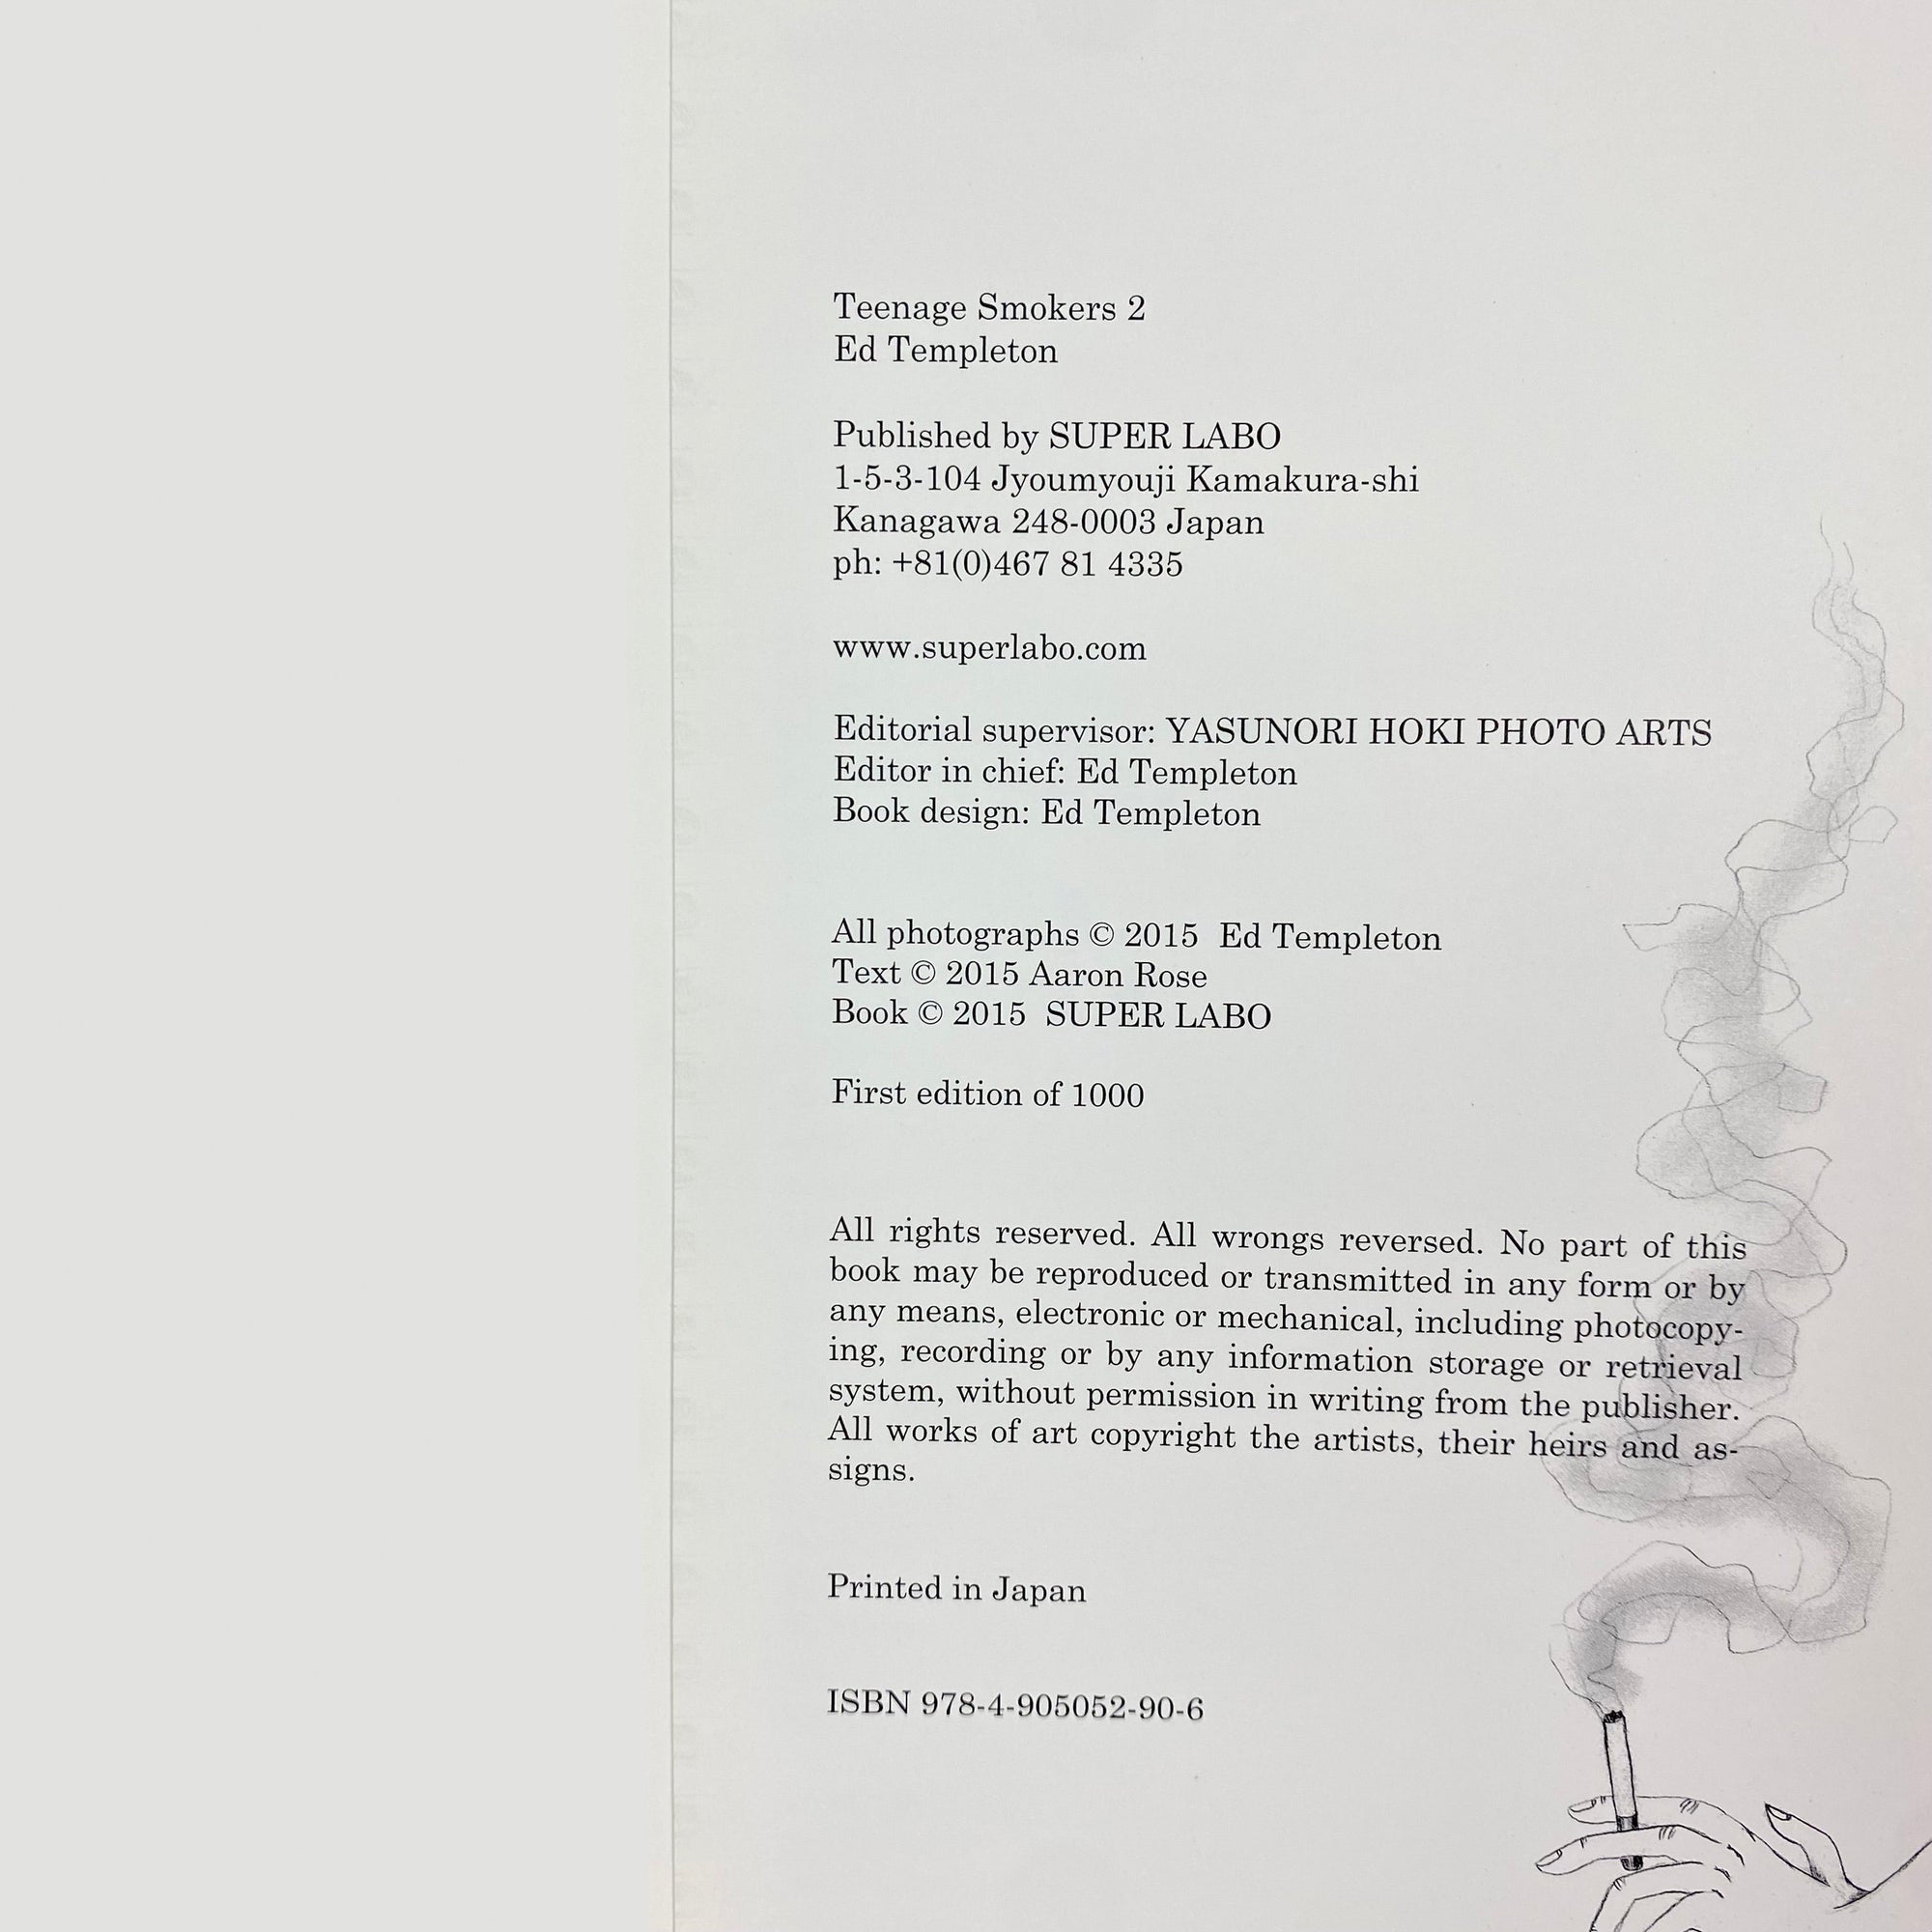 Teenage Smokers 2
Ed Templeton
Published by SUPER LABO
1-5-3-104 Jyoumyouji Kamakura-shi
Kanagawa 248-0003 Japan
ph: +81(0)467 81 4335
www.superlabo.com
Editorial supervisor: YASUNORI HOKI PHOTO ARTS
Editor in chief: Ed Templeton
Book design: Ed Templeton
All photographs © 2015 Ed Templeton
Text © 2015 Aaron Rose
Book © 2015 SUPER LABO
First edition of 1000
All rights reserved. All wrongs reversed. No part of this
book may be reproduced or transmitted in any form or by
any means, electronic or mechanical, including photocopy-
ing, recording or by any information storage or retrieval
system, without permission in writing from the publisher.
All works of art copyright the artists, their heirs and as-
signs.
Printed in Japan
ISBN 978-4-905052-90-6